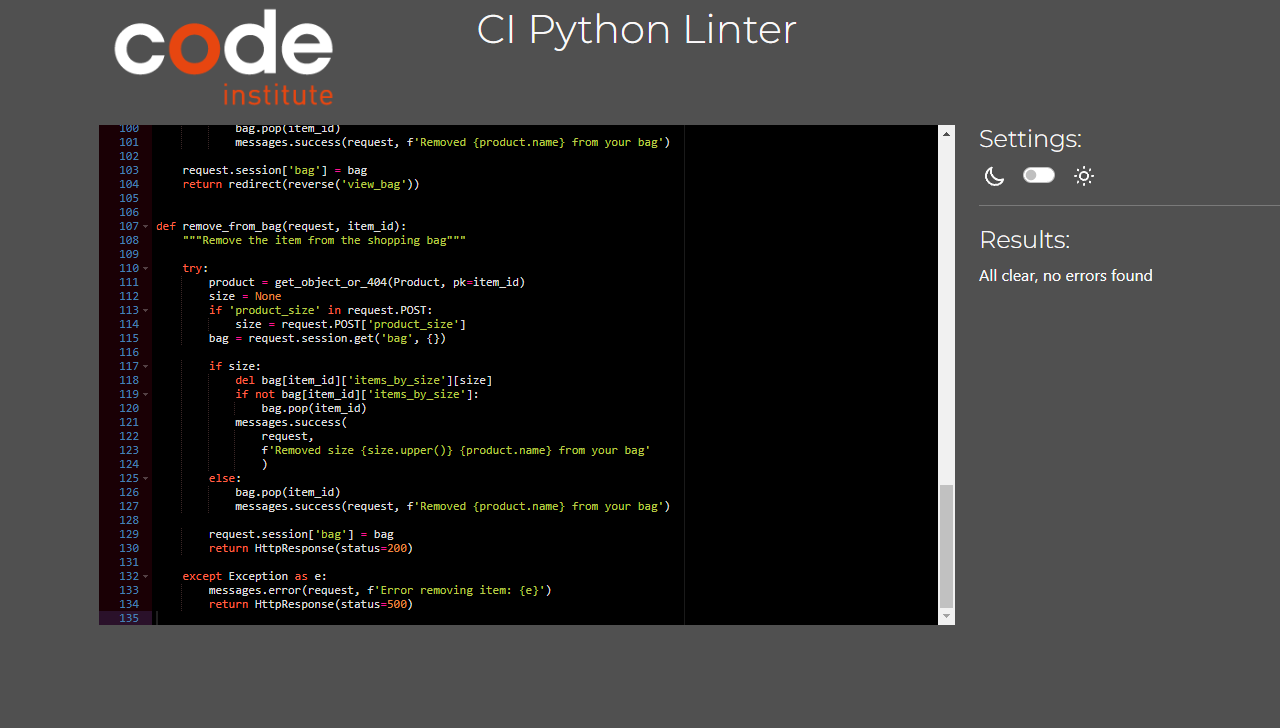 code
institute
CI Python Linter
100 bag.pop(item_id)
101 messages.success(request, f'Removed {product.name} from your bag')
102
103 request.session['bag'] = bag
104 return redirect(reverse('view_bag'))
105
106
107 def remove_from_bag(request, item_id):
108 """Remove the item from the shopping bag"""
109
110 try:
111 product = get_object_or_404(Product, pk=item_id)
112 size = None
113 if 'product_size' in request.POST:
114 size = request.POST['product_size']
115 bag = request.session.get('bag', {})
116
117 if size:
118 del bag[item_id]['items_by_size'][size]
119 if not bag[item_id]['items_by_size']:
120 bag.pop(item_id)
121 messages.success(
122 request,
123 f'Removed size {size.upper()} {product.name} from your bag'
124 )
125 else:
126 bag.pop(item_id)
127 messages.success(request, f'Removed {product.name} from your bag')
128
129 request.session['bag'] = bag
130 return HttpResponse(status=200)
131
132 except Exception as e:
133 messages.error(request, f'Error removing item: {e}')
134 return HttpResponse(status=500)
135
Settings:
Results:
All clear, no errors found